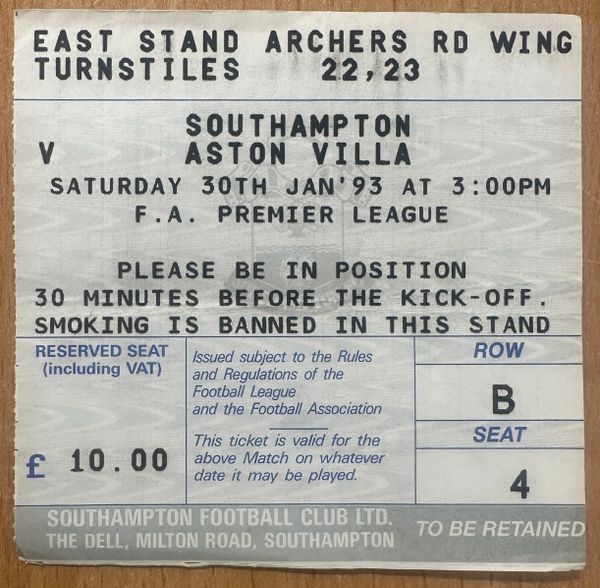 EAST STAND ARCHERS RD WING
TURNSTILES 22,23
SOUTHAMPTON
V ASTON VILLA
SATURDAY 30TH JAN'93 AT 3:00PM
F.A. PREMIER LEAGUE
PLEASE BE IN POSITION
30 MINUTES BEFORE THE KICK-OFF.
SMOKING IS BANNED IN THIS STAND
RESERVED SEAT
(including VAT)
£ 10.00
Issued subject to the Rules
and Regulations of the
Football League
and the Football Association
This ticket is valid for the
above Match on whatever
date it may be played.
ROW
B
SEAT
4
SOUTHAMPTON FOOTBALL CLUB LTD.
THE DELL, MILTON ROAD, SOUTHAMPTON
TO BE RETAINED